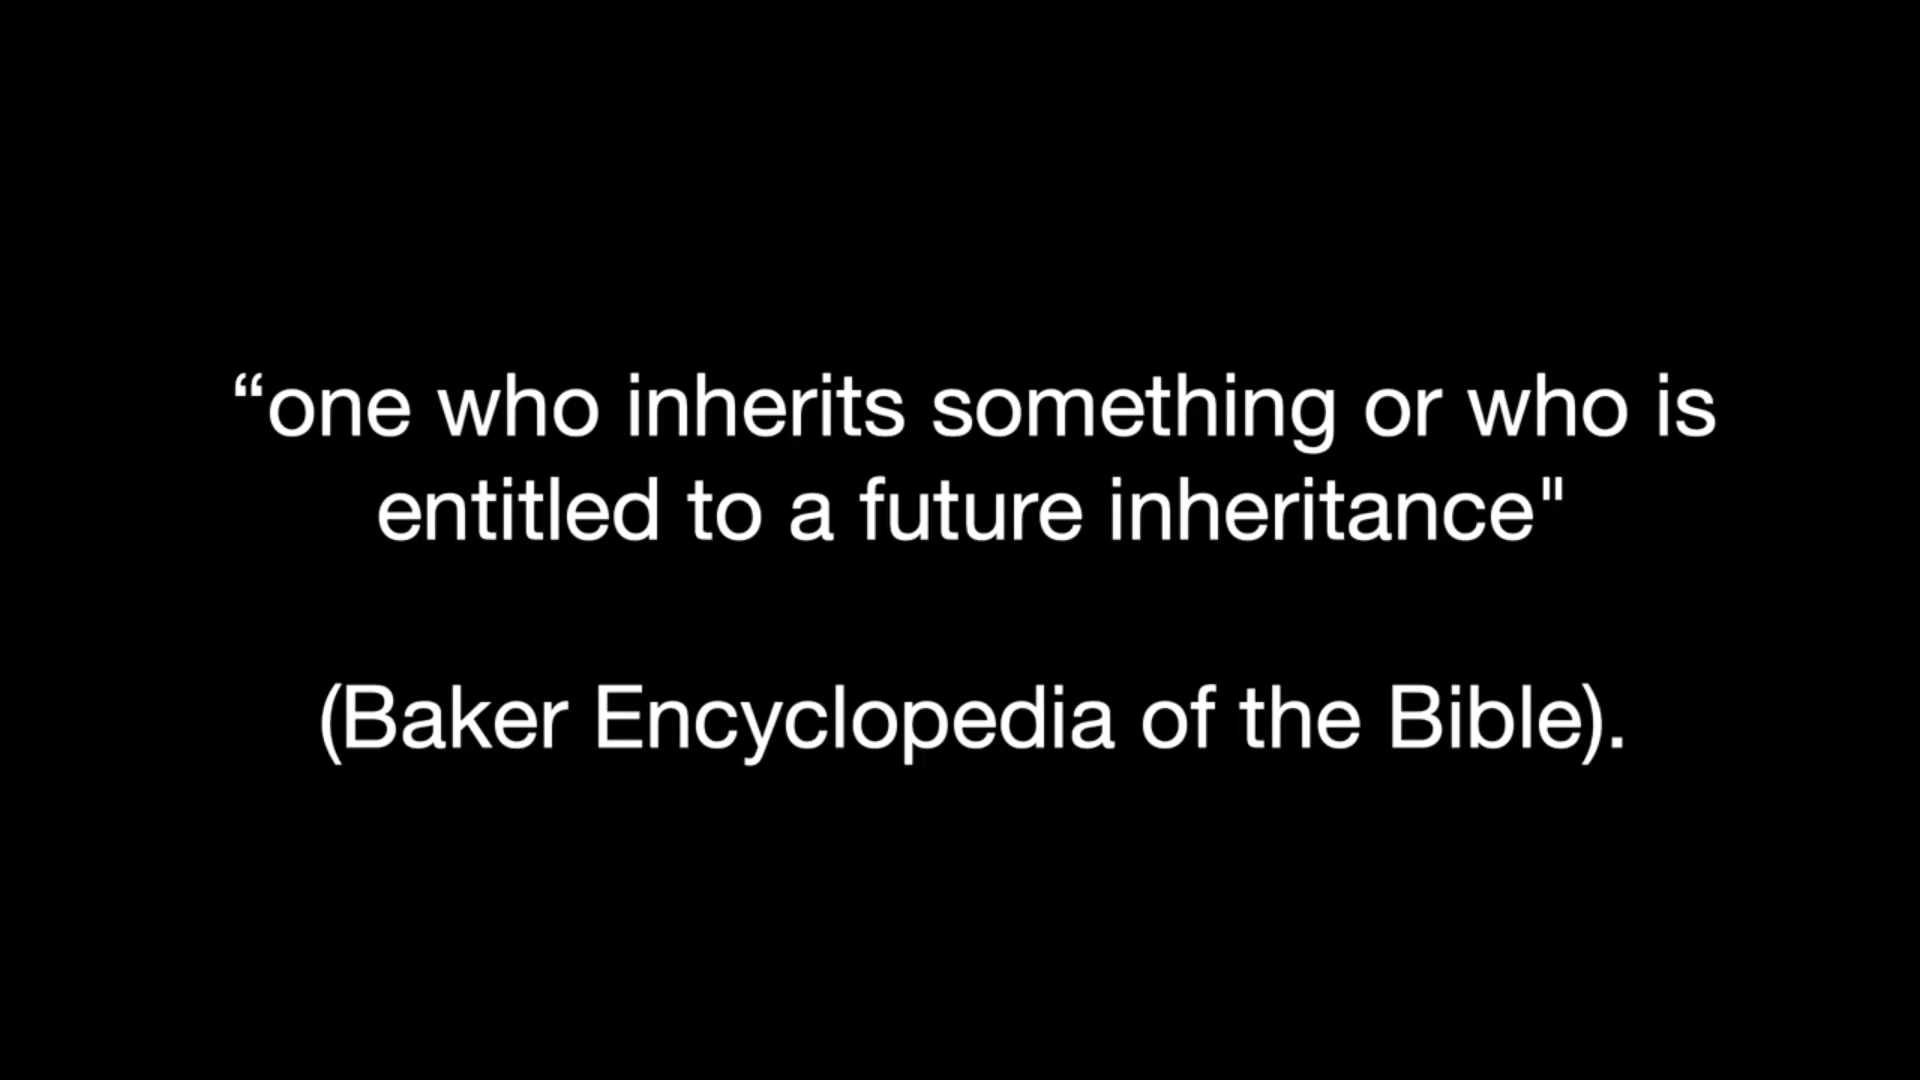 “one who inherits something or who is
entitled to a future inheritance"
(Baker Encyclopedia of the Bible).